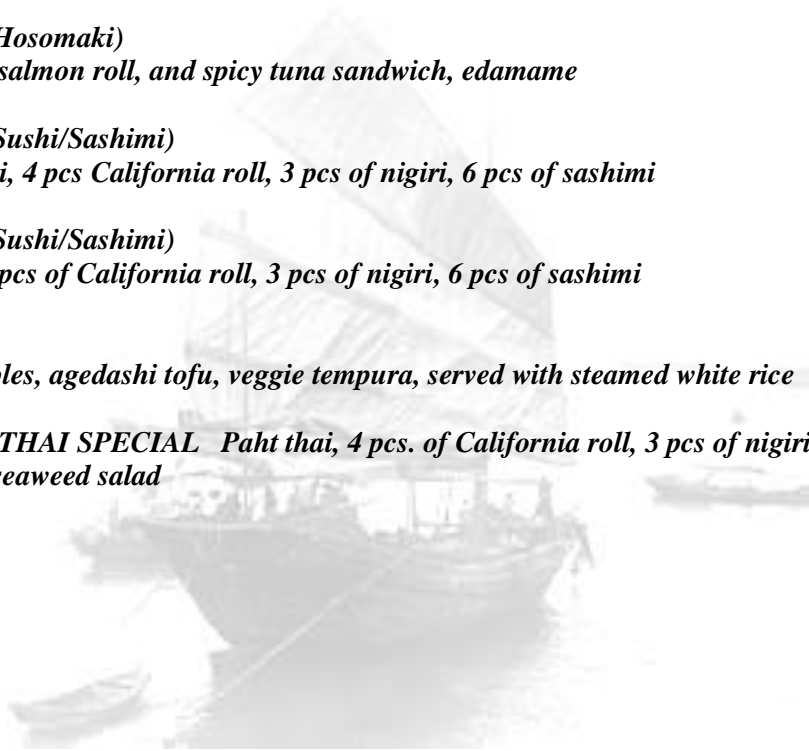 Hosomaki)
salmon roll, and spicy tuna sandwich, edamame
Sushi/Sashimi)
i, 4 pcs California roll, 3 pcs of nigiri, 6 pcs of sashimi
Sushi/Sashimi)
pcs of California roll, 3 pcs of nigiri, 6 pcs of sashimi
les, agedashi tofu, veggie tempura, served with steamed white rice
THAI SPECIAL Paht thai, 4 pcs. of California roll, 3 pcs of nigiri
seaweed salad